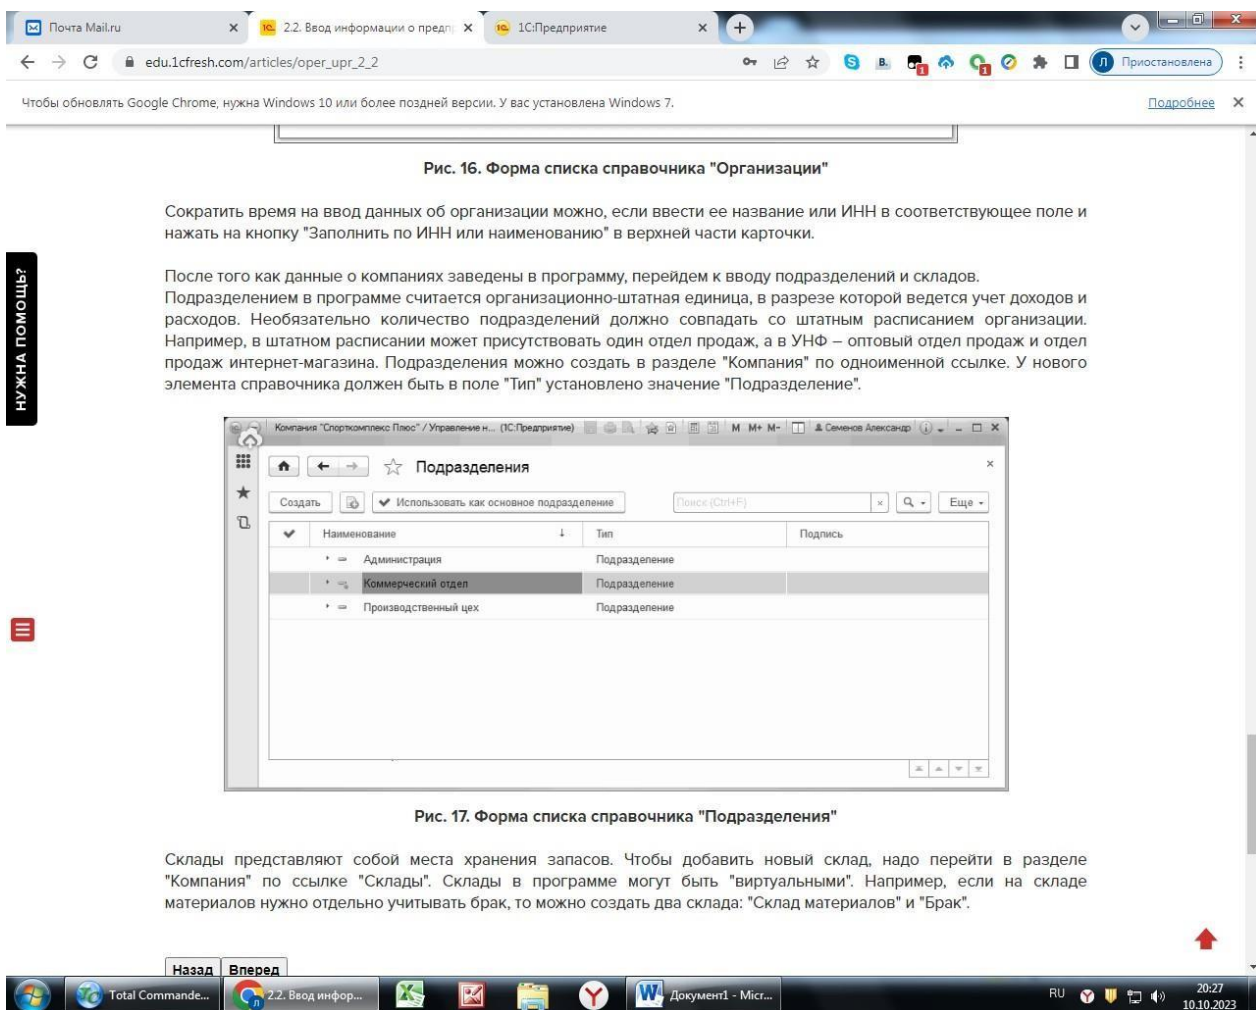 Почта Mail.ru
2.2. Ввод информации о предп
1С:Предприятие
edu.1cfresh.com/articles/oper_upr_2_2
Приостановлена
Чтобы обновлять Google Chrome, нужна Windows 10 или более поздней версии. У вас установлена Windows 7.
Подробнее
Рис. 16. Форма списка справочника "Организации"
Сократить время на ввод данных об организации можно, если ввести ее название или ИНН в соответствующее поле и
нажать на кнопку "Заполнить по ИНН или наименованию" в верхней части карточки.
После того как данные о компаниях заведены в программу, перейдем к вводу подразделений и складов.
Подразделением в программе считается организационно-штатная единица, в разрезе которой ведется учет доходов и
расходов. Необязательно количество подразделений должно совпадать со штатным расписанием организации.
Например, в штатном расписании может присутствовать один отдел продаж, а в УНФ – оптовый отдел продаж и отдел
продаж интернет-магазина. Подразделения можно создать в разделе "Компания" по одноименной ссылке. У нового
элемента справочника должен быть в поле "Тип" установлено значение "Подразделение".
НУЖНА ПОМОЩЬ?
Компания "Спорткомплекс Плюс" / Управление н... (1С:Предприятие) M M+ M- Семенов Александр
Подразделения
Создать Использовать как основное подразделение Поиск (Ctrl+F) Еще
Наименование Тип Подпись
Администрация Подразделение
Коммерческий отдел Подразделение
Производственный цех Подразделение
Рис. 17. Форма списка справочника "Подразделения"
Склады представляют собой места хранения запасов. Чтобы добавить новый склад, надо перейти в разделе
"Компания" по ссылке "Склады". Склады в программе могут быть "виртуальными". Например, если на складе
материалов нужно отдельно учитывать брак, то можно создать два склада: "Склад материалов" и "Брак".
Назад Вперед
Total Commande...
2.2. Ввод инфор...
Документ1 - Micr...
RU
20:27
10.10.2023